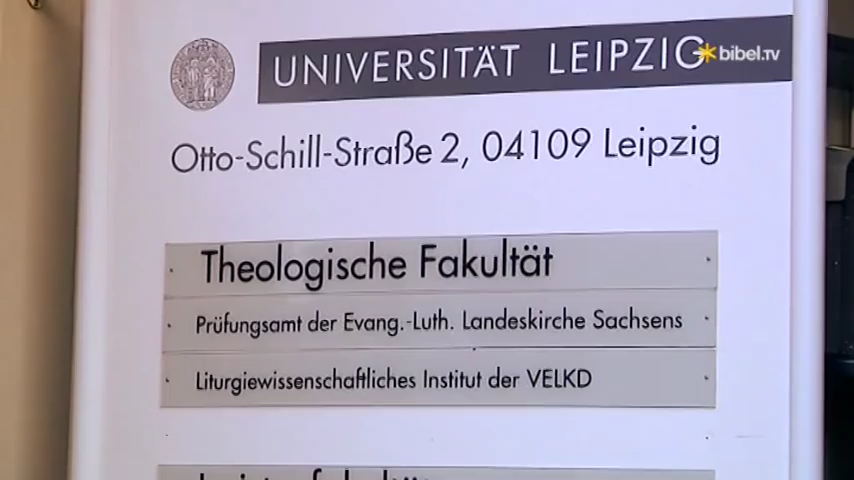 UNIVERSITÄT LEIPZIG
bibel.TV
Otto-Schill-Straße 2, 04109 Leipzig
Theologische Fakultät
Prüfungsamt der Evang.-Luth. Landeskirche Sachsens
Liturgiewissenschaftliches Institut der VELKD